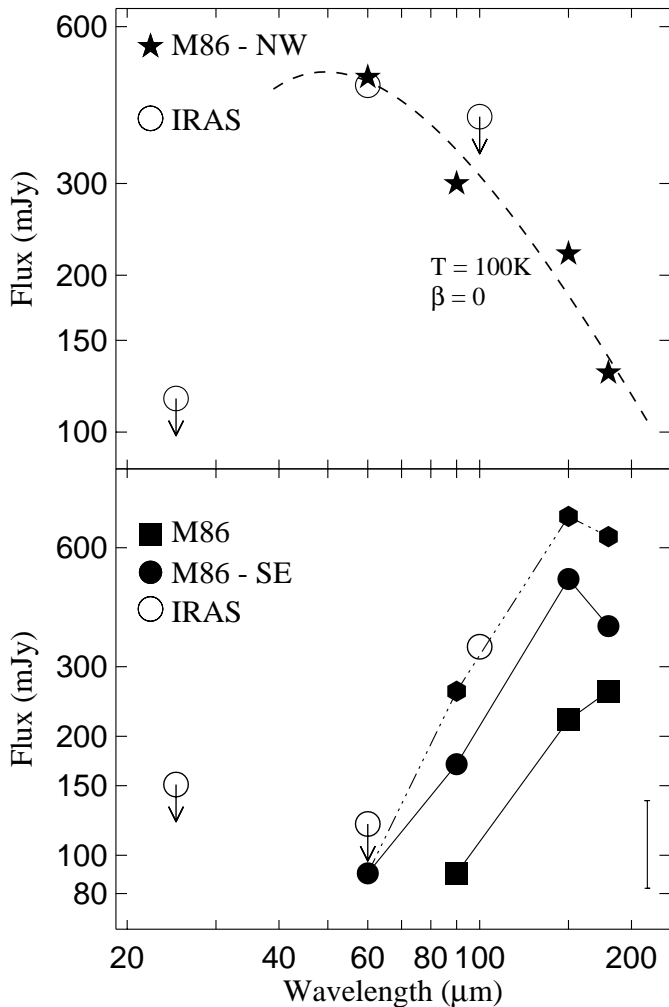 600
300
200
150
100
Flux (mJy)
M86 - NW
IRAS
T = 100K
β = 0
600
300
200
150
100
80
Flux (mJy)
M86
M86 - SE
IRAS
20 40 60 80 100 200
Wavelength (μm)